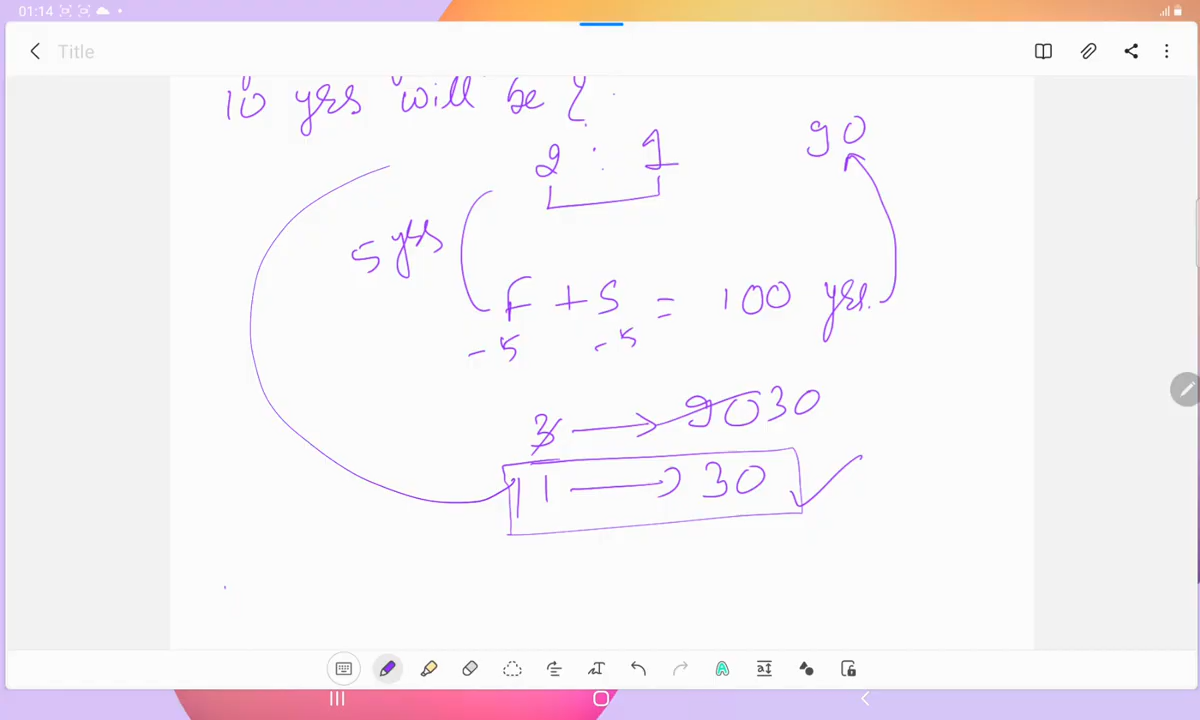 01:14
Title
10 yrs will be ?
2 : 1
90
5 yrs
F + S = 100 yrs.
-5 -5
3 → 90 30
1 → 30